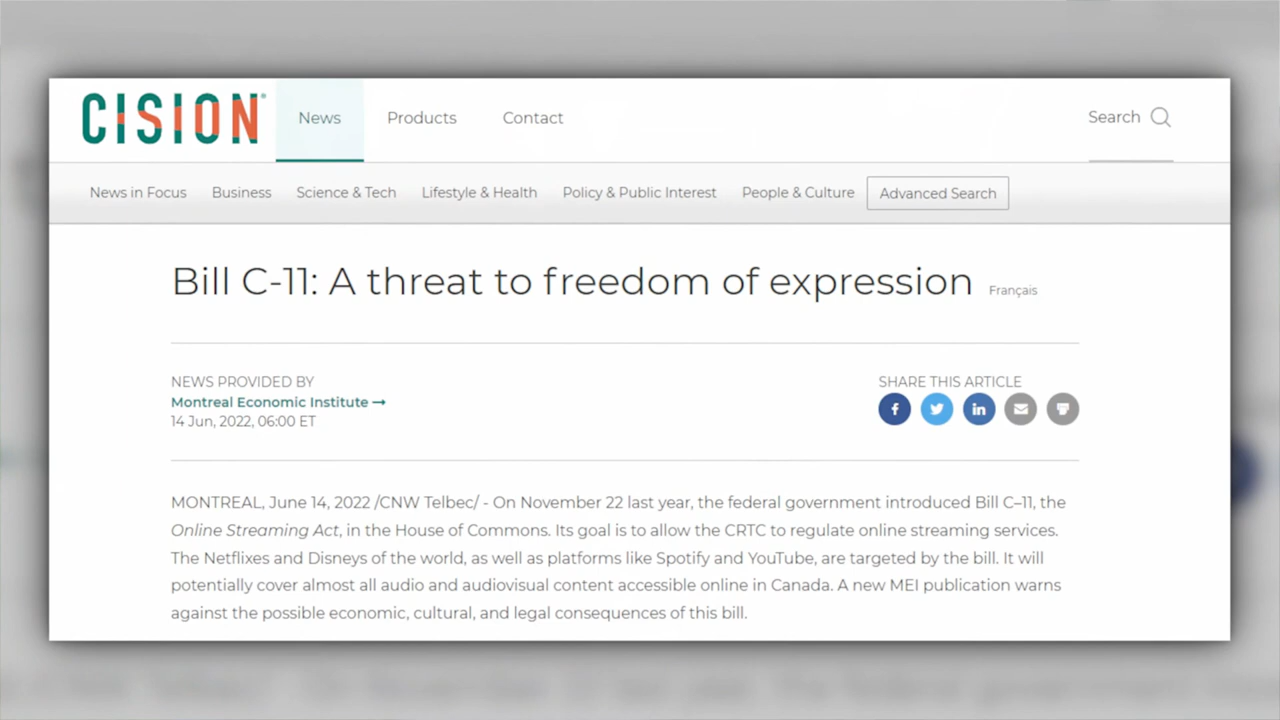 CISION®
News
Products
Contact
Search
News in Focus
Business
Science & Tech
Lifestyle & Health
Policy & Public Interest
People & Culture
Advanced Search
Bill C-11: A threat to freedom of expression
Français
NEWS PROVIDED BY
Montreal Economic Institute →
14 Jun, 2022, 06:00 ET
SHARE THIS ARTICLE
MONTREAL, June 14, 2022 /CNW Telbec/ - On November 22 last year, the federal government introduced Bill C–11, the
Online Streaming Act, in the House of Commons. Its goal is to allow the CRTC to regulate online streaming services.
The Netflixes and Disneys of the world, as well as platforms like Spotify and YouTube, are targeted by the bill. It will
potentially cover almost all audio and audiovisual content accessible online in Canada. A new MEI publication warns
against the possible economic, cultural, and legal consequences of this bill.